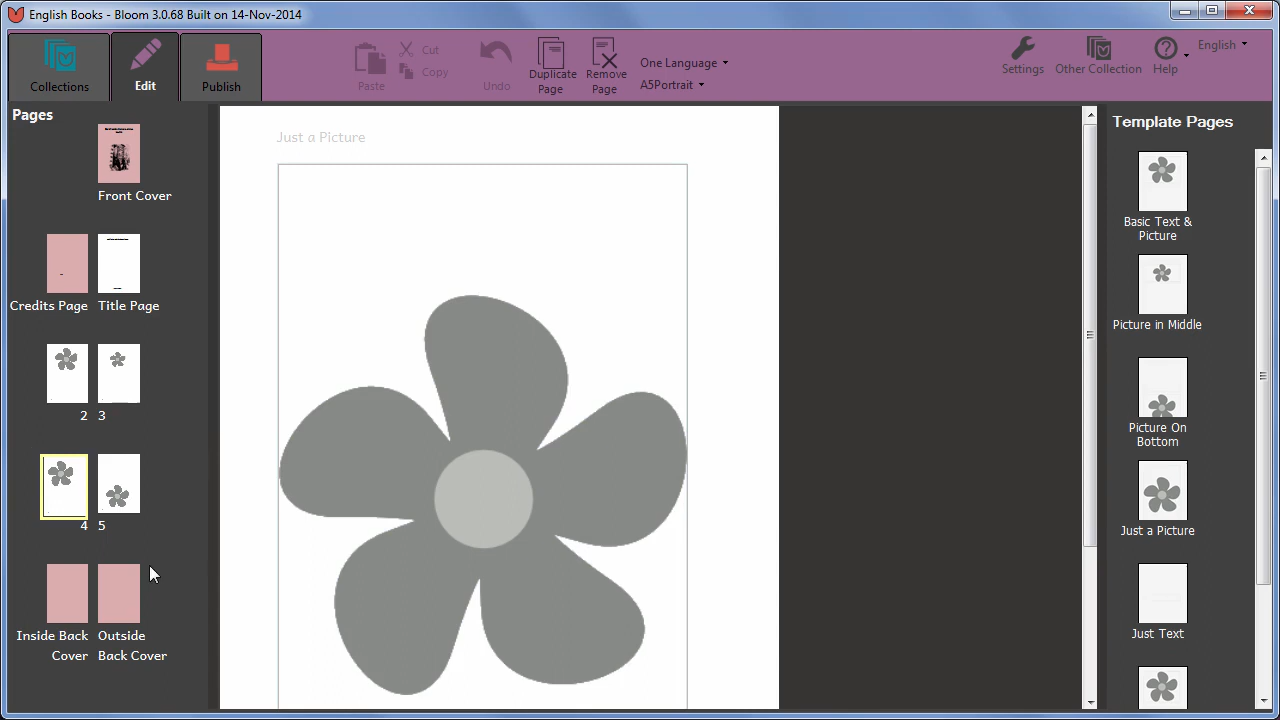 English Books - Bloom 3.0.68 Built on 14-Nov-2014
Collections
Edit
Publish
Paste
Cut
Copy
Undo
Duplicate
Page
Remove
Page
One Language
A5Portrait
Settings
Other Collection
Help
English
Pages
Front Cover
Credits Page
Title Page
2
3
4
5
Inside Back
Cover
Outside
Back Cover
Just a Picture
Template Pages
Basic Text &
Picture
Picture in Middle
Picture On
Bottom
Just a Picture
Just Text